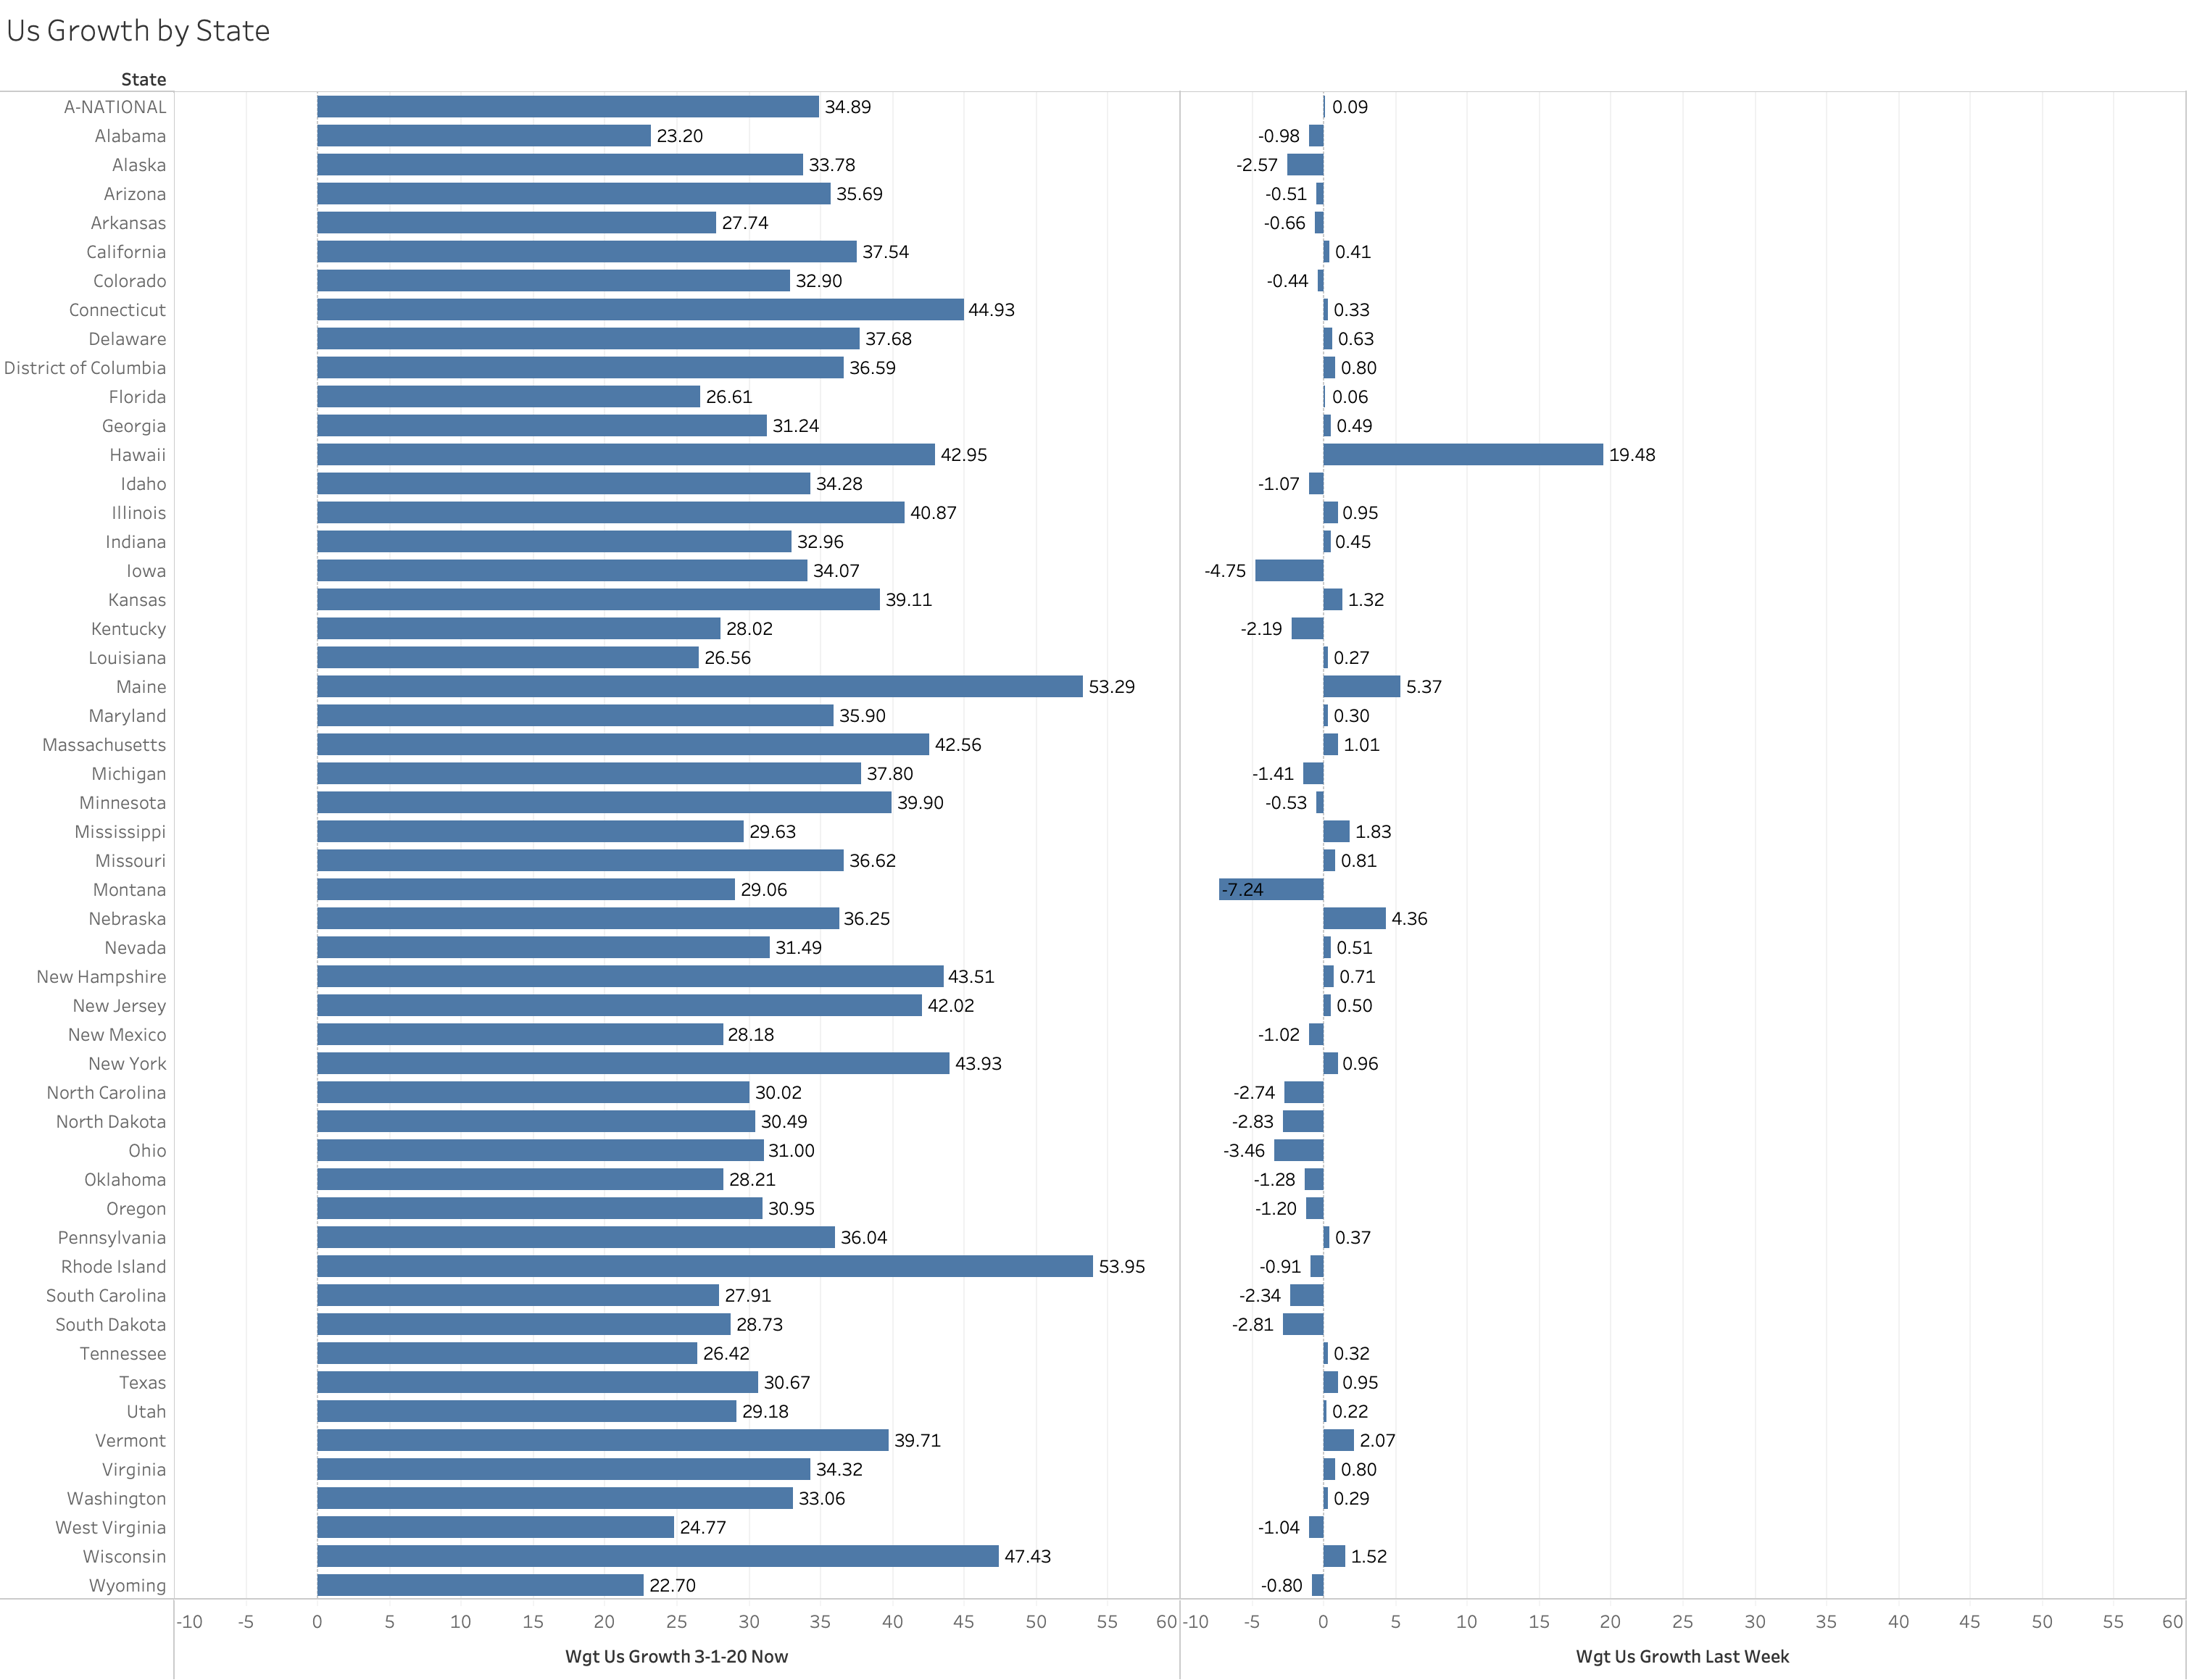 Us Growth by State
State
A-NATIONAL 34.89 0.09
Alabama 23.20 -0.98
Alaska 33.78 -2.57
Arizona 35.69 -0.51
Arkansas 27.74 -0.66
California 37.54 0.41
Colorado 32.90 -0.44
Connecticut 44.93 0.33
Delaware 37.68 0.63
District of Columbia 36.59 0.80
Florida 26.61 0.06
Georgia 31.24 0.49
Hawaii 42.95 19.48
Idaho 34.28 -1.07
Illinois 40.87 0.95
Indiana 32.96 0.45
Iowa 34.07 -4.75
Kansas 39.11 1.32
Kentucky 28.02 -2.19
Louisiana 26.56 0.27
Maine 53.29 5.37
Maryland 35.90 0.30
Massachusetts 42.56 1.01
Michigan 37.80 -1.41
Minnesota 39.90 -0.53
Mississippi 29.63 1.83
Missouri 36.62 0.81
Montana 29.06 -7.24
Nebraska 36.25 4.36
Nevada 31.49 0.51
New Hampshire 43.51 0.71
New Jersey 42.02 0.50
New Mexico 28.18 -1.02
New York 43.93 0.96
North Carolina 30.02 -2.74
North Dakota 30.49 -2.83
Ohio 31.00 -3.46
Oklahoma 28.21 -1.28
Oregon 30.95 -1.20
Pennsylvania 36.04 0.37
Rhode Island 53.95 -0.91
South Carolina 27.91 -2.34
South Dakota 28.73 -2.81
Tennessee 26.42 0.32
Texas 30.67 0.95
Utah 29.18 0.22
Vermont 39.71 2.07
Virginia 34.32 0.80
Washington 33.06 0.29
West Virginia 24.77 -1.04
Wisconsin 47.43 1.52
Wyoming 22.70 -0.80
-10 -5 0 5 10 15 20 25 30 35 40 45 50 55 60 -10 -5 0 5 10 15 20 25 30 35 40 45 50 55 60
Wgt Us Growth 3-1-20 Now Wgt Us Growth Last Week